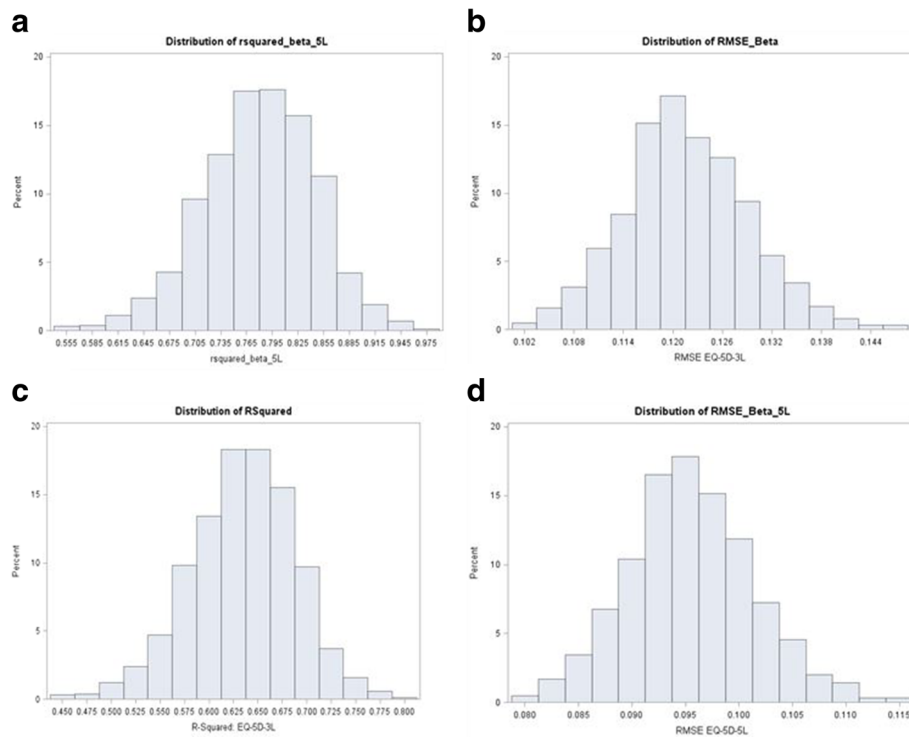 a
Distribution of rsquared_beta_5L
20
15
10
5
0
Percent
0.555 0.585 0.615 0.645 0.675 0.705 0.735 0.765 0.795 0.825 0.855 0.885 0.915 0.945 0.975
rsquared_beta_5L
b
Distribution of RMSE_Beta
20
15
10
5
0
Percent
0.102 0.108 0.114 0.120 0.126 0.132 0.138 0.144
RMSE EQ-5D-3L
c
Distribution of RSquared
20
15
10
5
0
Percent
0.450 0.475 0.500 0.525 0.550 0.575 0.600 0.625 0.650 0.675 0.700 0.725 0.750 0.775 0.800
R-Squared: EQ-5D-3L
d
Distribution of RMSE_Beta_5L
20
15
10
5
0
Percent
0.080 0.085 0.090 0.095 0.100 0.105 0.110 0.115
RMSE EQ-5D-5L